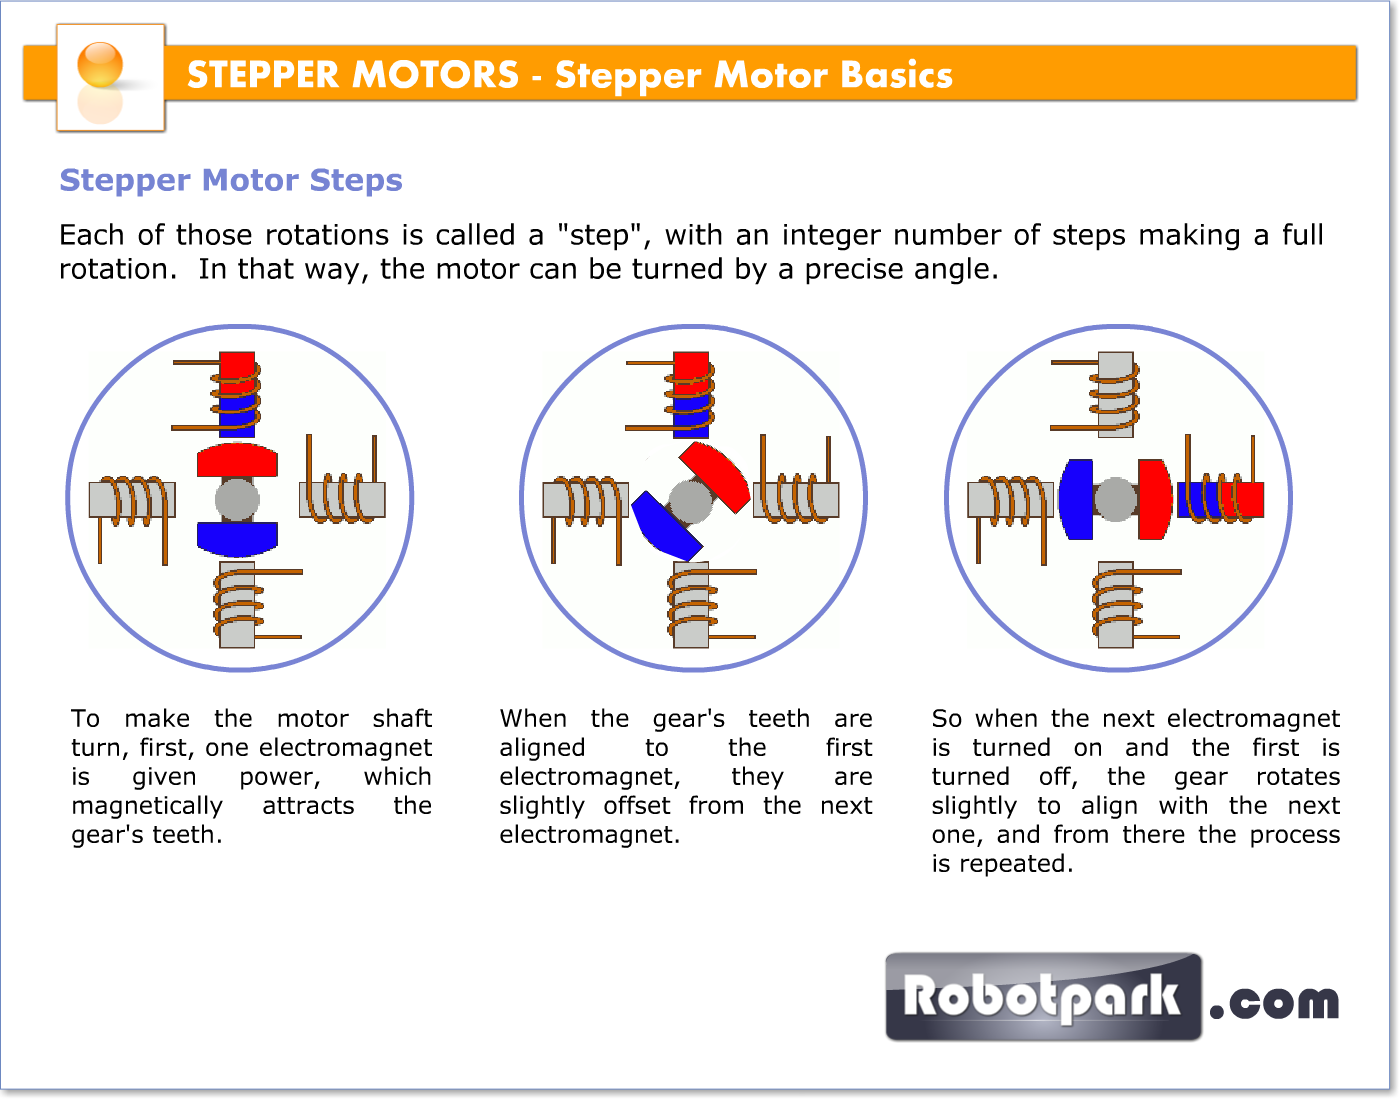 STEPPER MOTORS - Stepper Motor Basics
Stepper Motor Steps
Each of those rotations is called a "step", with an integer number of steps making a full
rotation. In that way, the motor can be turned by a precise angle.
To make the motor shaft
turn, first, one electromagnet
is given power, which
magnetically attracts the
gear's teeth.
When the gear's teeth are
aligned to the first
electromagnet, they are
slightly offset from the next
electromagnet.
So when the next electromagnet
is turned on and the first is
turned off, the gear rotates
slightly to align with the next
one, and from there the process
is repeated.
Robotpark.com